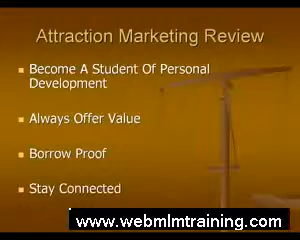 Attraction Marketing Review
Become A Student Of Personal
Development
Always Offer Value
Borrow Proof
Stay Connected
www.webmlmtraining.com